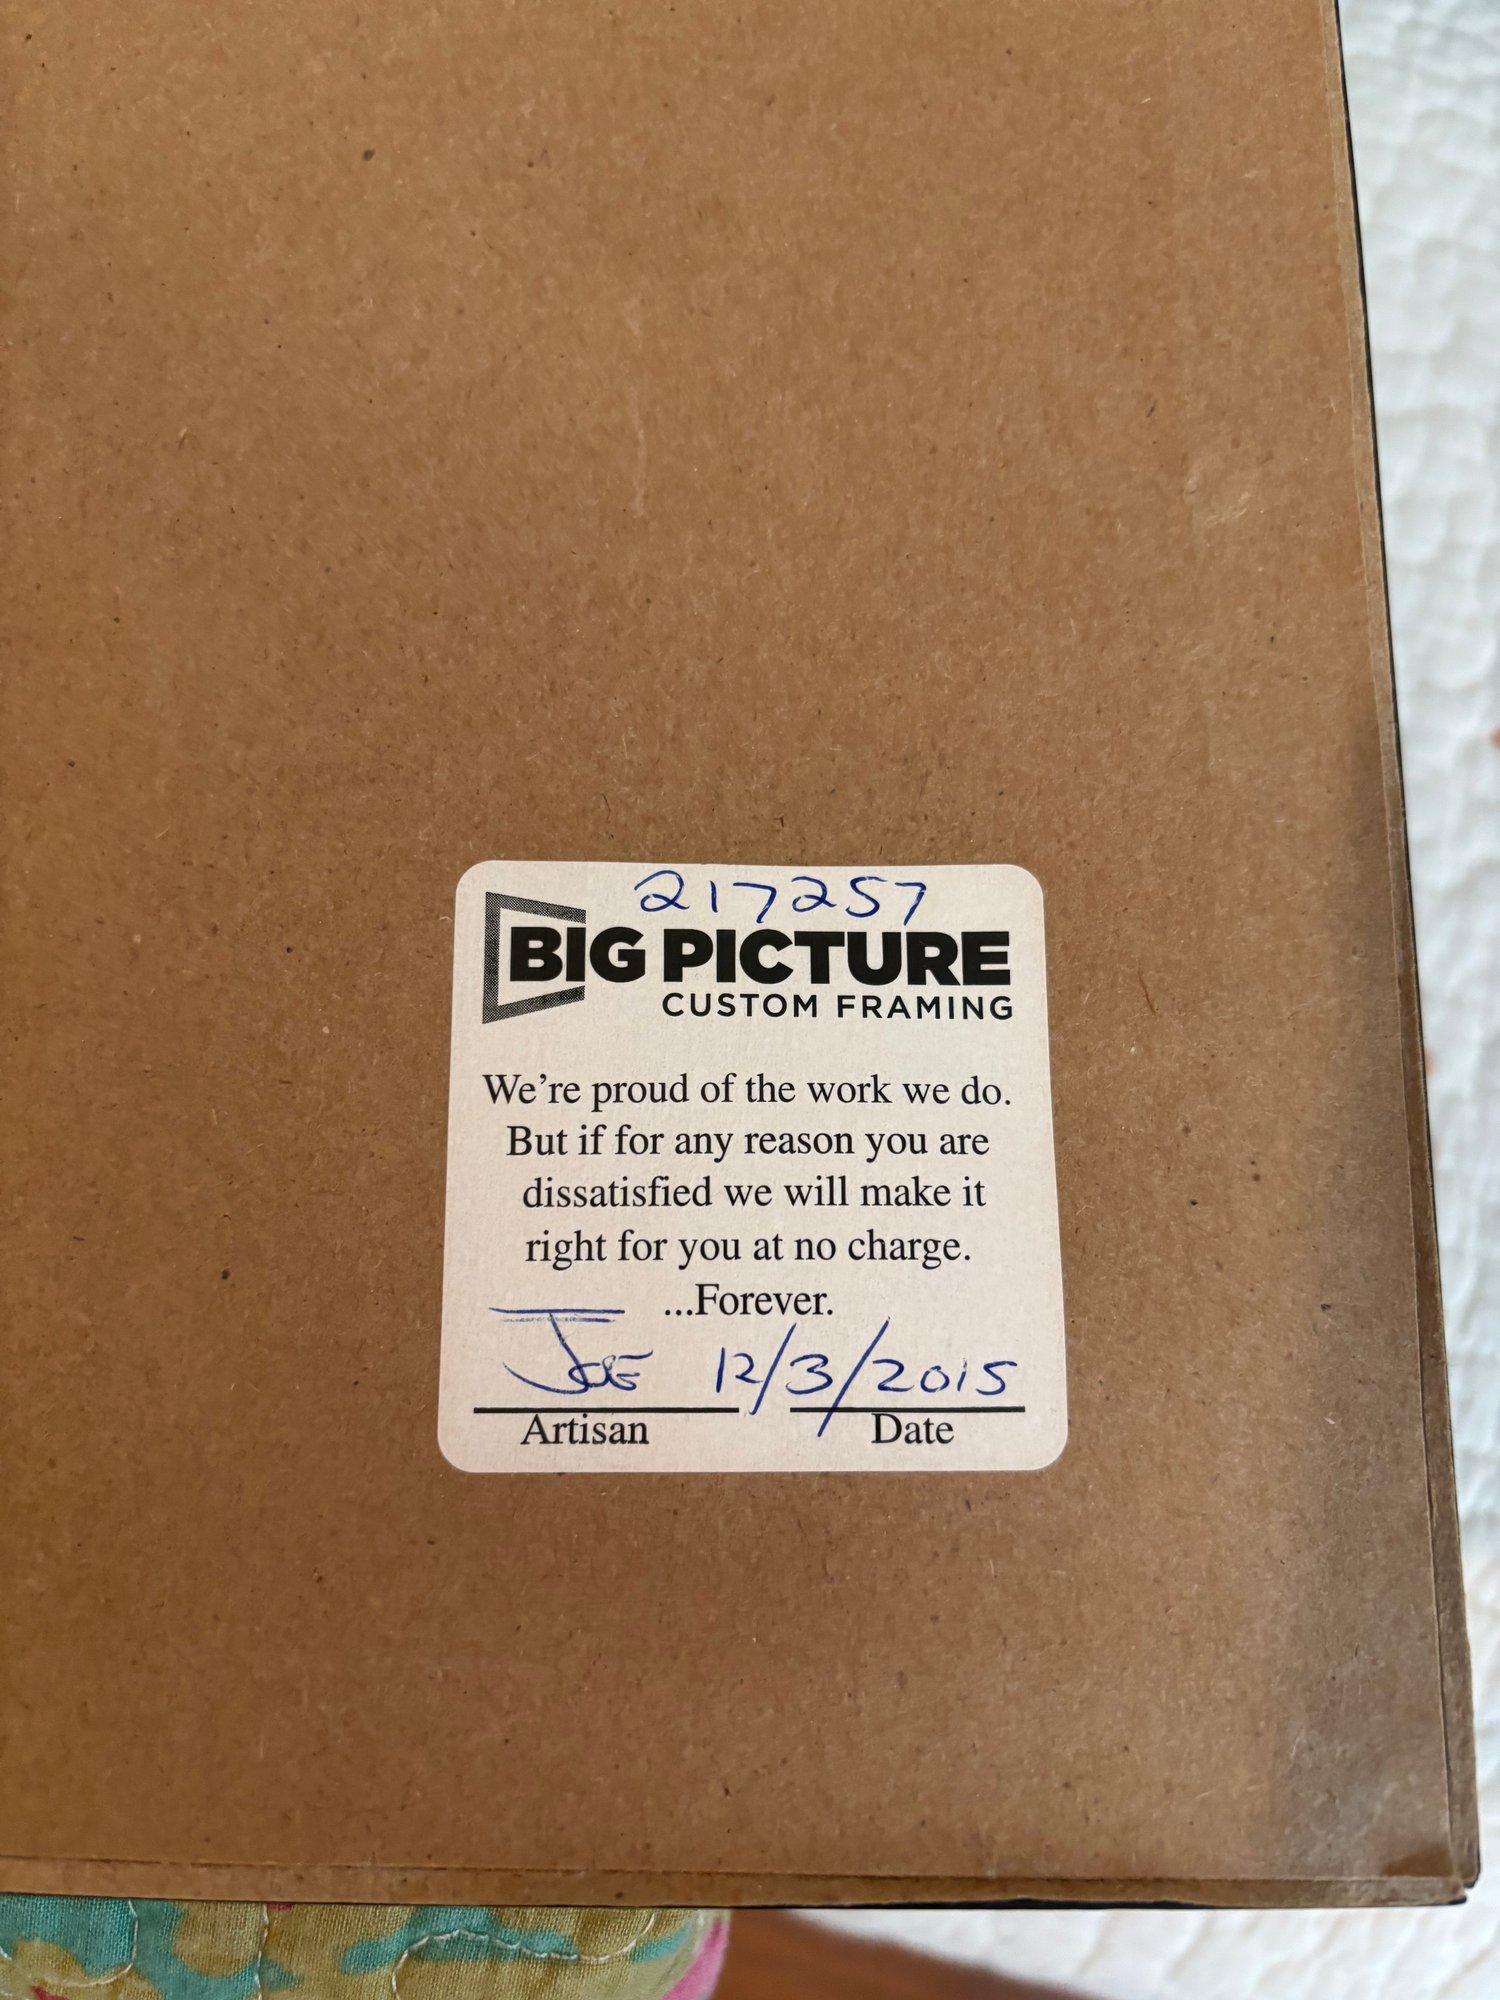 217257
BIG PICTURE
CUSTOM FRAMING
We're proud of the work we do.
But if for any reason you are
dissatisfied we will make it
right for you at no charge.
...Forever.
JOE 12/3/2015
Artisan Date